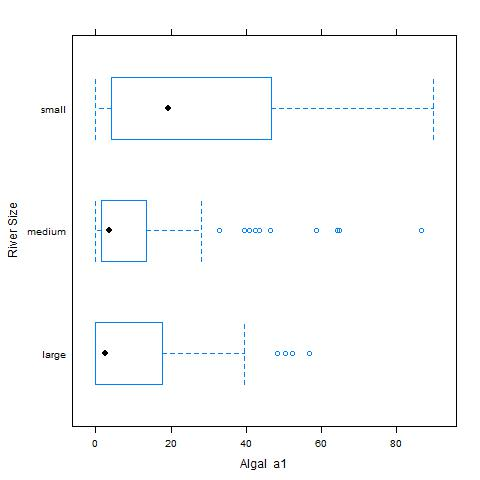 small
medium
large
River Size
0 20 40 60 80
Algal a1